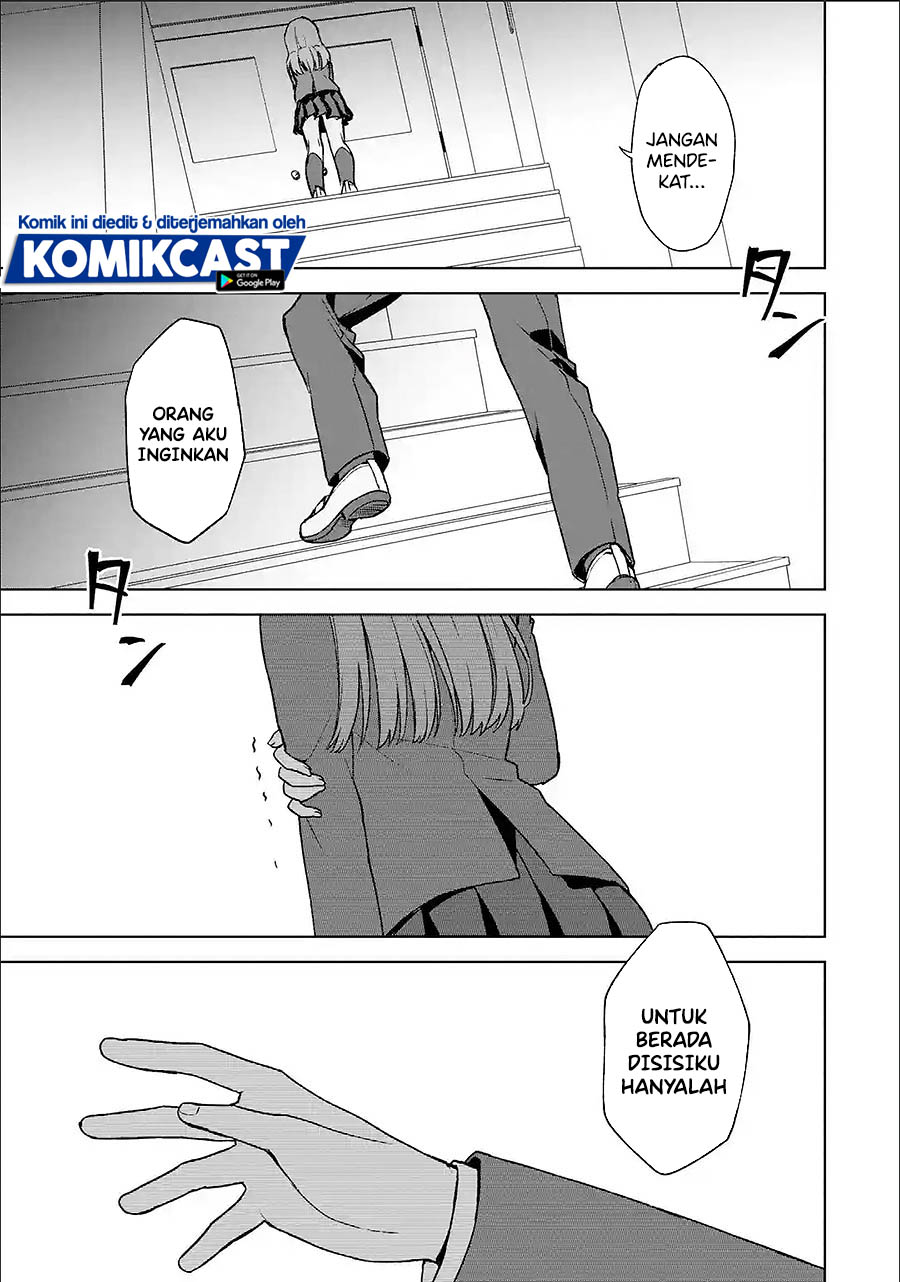 JANGAN
MENDE-
KAT...
Komik ini diedit & diterjemahkan oleh
KOMIKCAST
GET IT ON
Google Play
タン
ORANG
YANG AKU
INGINKAN
タン
UNTUK
BERADA
DISISIKU
HANYALAH